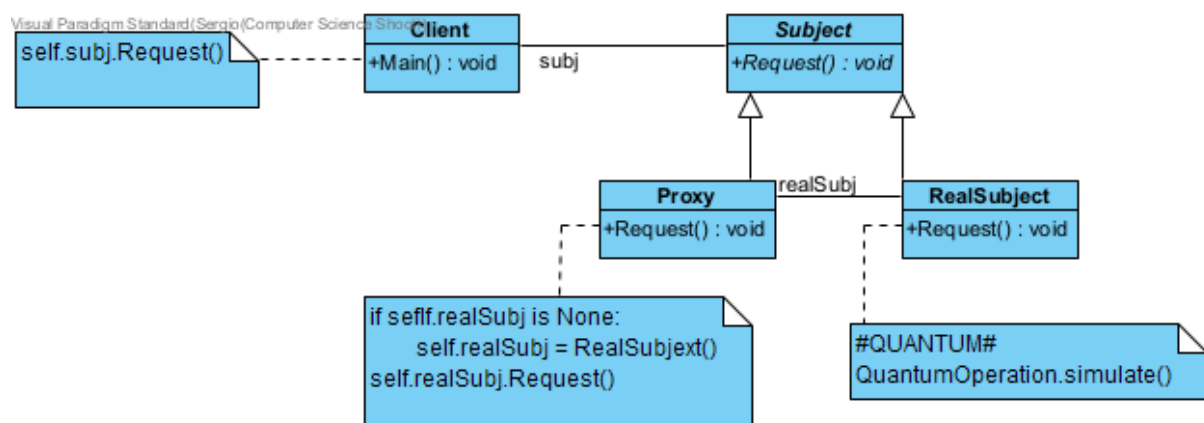 Visual Paradigm Standard(Sergio(Computer Science School))
self.subj.Request()
Client
+Main() : void
subj
Subject
+Request() : void
Proxy
+Request() : void
realSubj
RealSubject
+Request() : void
if seflf.realSubj is None:
self.realSubj = RealSubjext()
self.realSubj.Request()
#QUANTUM#
QuantumOperation.simulate()